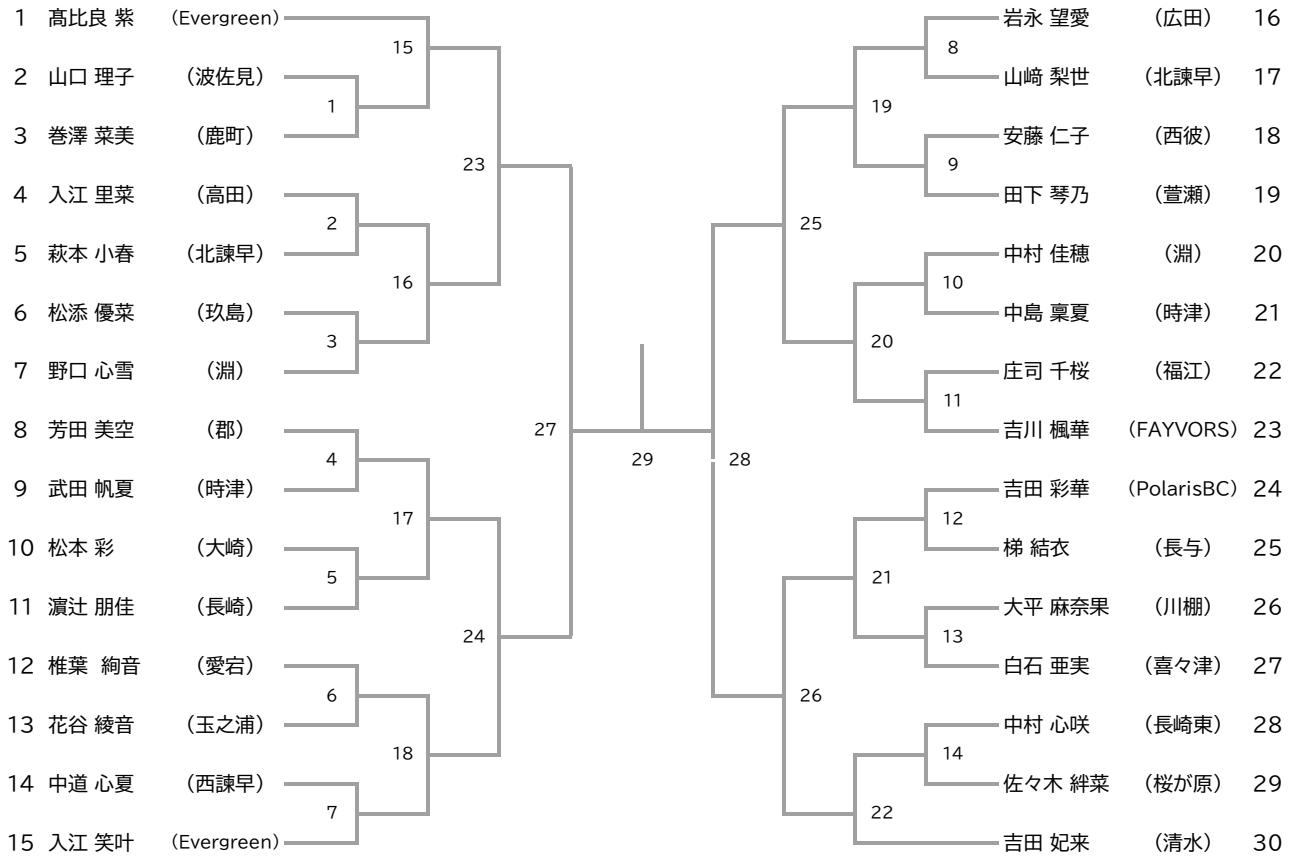 1 髙比良 紫 (Evergreen)
15
2 山口 理子 (波佐見)
1
3 巻澤 菜美 (鹿町)
23
4 入江 里菜 (高田)
2
5 萩本 小春 (北諫早)
16
6 松添 優菜 (玖島)
3
7 野口 心雪 (淵)
8 芳田 美空 (郡)
27
4
9 武田 帆夏 (時津)
17
10 松本 彩 (大崎)
5
11 濵辻 朋佳 (長崎)
24
12 椎葉 絢音 (愛宕)
6
13 花谷 綾音 (玉之浦)
18
14 中道 心夏 (西諫早)
7
15 入江 笑叶 (Evergreen)
29
28
岩永 望愛 (広田) 16
8
山﨑 梨世 (北諫早) 17
19
安藤 仁子 (西彼) 18
9
田下 琴乃 (萱瀬) 19
25
中村 佳穂 (淵) 20
10
中島 稟夏 (時津) 21
20
庄司 千桜 (福江) 22
11
吉川 楓華 (FAYVORS) 23
吉田 彩華 (PolarisBC) 24
12
梯 結衣 (長与) 25
21
大平 麻奈果 (川棚) 26
13
白石 亜実 (喜々津) 27
26
中村 心咲 (長崎東) 28
14
佐々木 絆菜 (桜が原) 29
22
吉田 妃来 (清水) 30